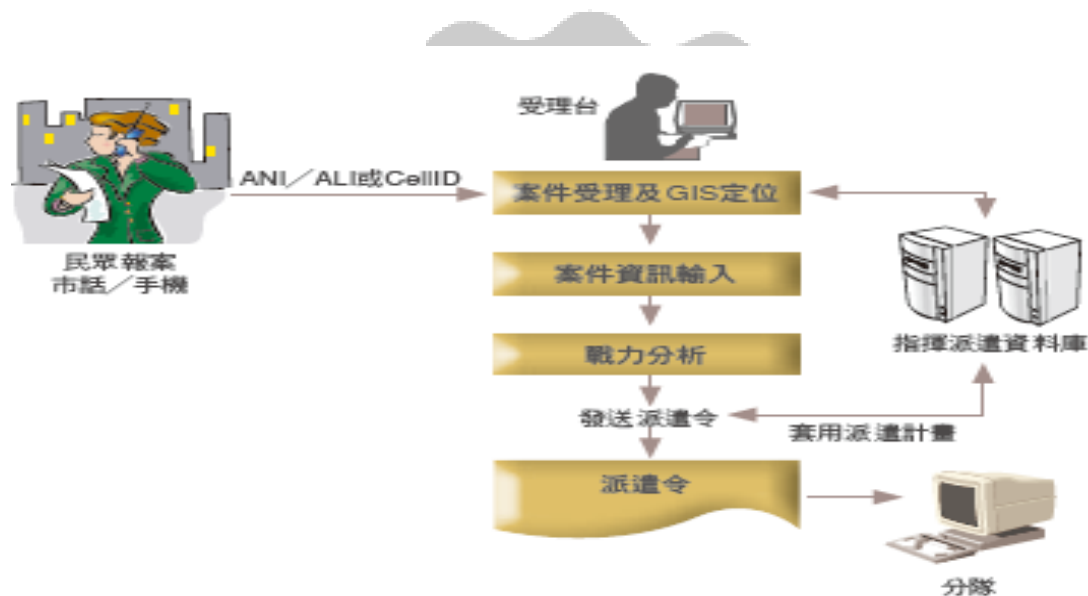 受理台
ANI／ALI或CellID
案件受理及GIS定位
民眾報案
市話／手機
案件資訊輸入
指揮派遣資料庫
戰力分析
發送派遣令
套用派遣計畫
派遣令
分隊